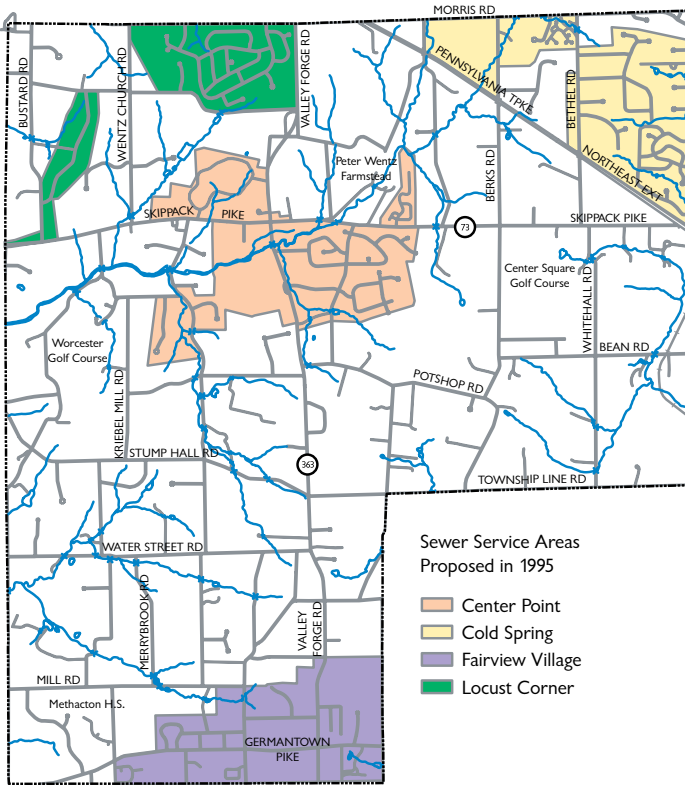 MORRIS RD
BUSTARD RD
WENTZ CHURCH RD
VALLEY FORGE RD
PENNSYLVANIA TPKE
BETHEL RD
NORTHEAST EXT
Peter Wentz
Farmstead
BERKS RD
SKIPPACK PIKE
73
SKIPPACK PIKE
Center Square
Golf Course
WHITEHALL RD
BEAN RD
Worcester
Golf Course
KRIEBEL MILL RD
POTSHOP RD
STUMP HALL RD
363
TOWNSHIP LINE RD
WATER STREET RD
MERRYBROOK RD
VALLEY
FORGE RD
MILL RD
Methacton H.S.
GERMANTOWN
PIKE
Sewer Service Areas
Proposed in 1995
Center Point
Cold Spring
Fairview Village
Locust Corner